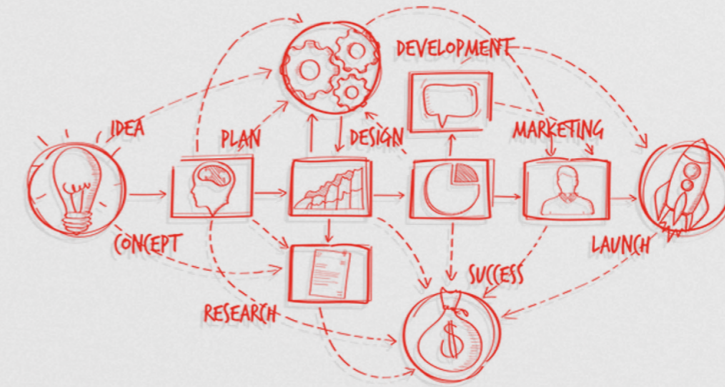 DEVELOPMENT
IDEA
PLAN
DESIGN
MARKETING
CONCEPT
LAUNCH
SUCCESS
RESEARCH
$